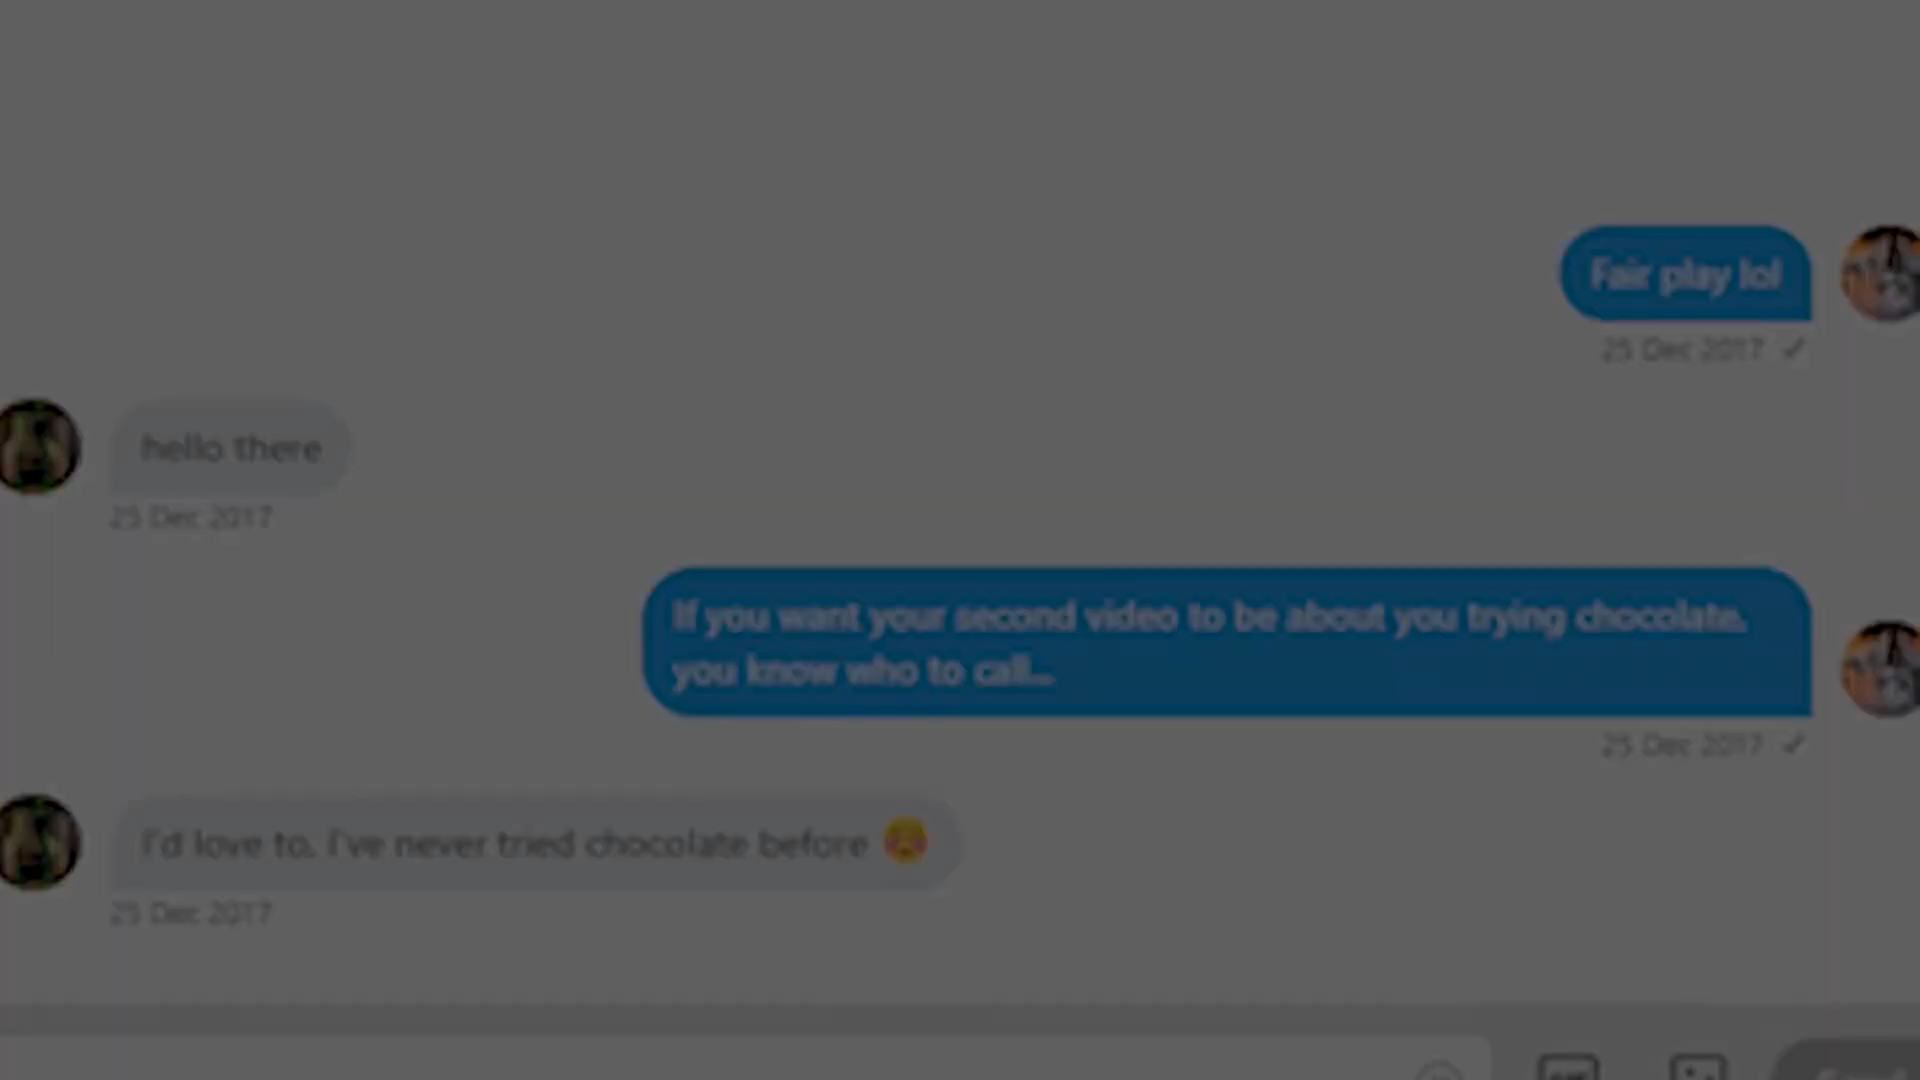 Fair play lol
25 Dec 2017 ✓
hello there
25 Dec 2017
If you want your second video to be about you trying chocolate,
you know who to call...
25 Dec 2017 ✓
I'd love to. I've never tried chocolate before 😥
25 Dec 2017
GIF
Send